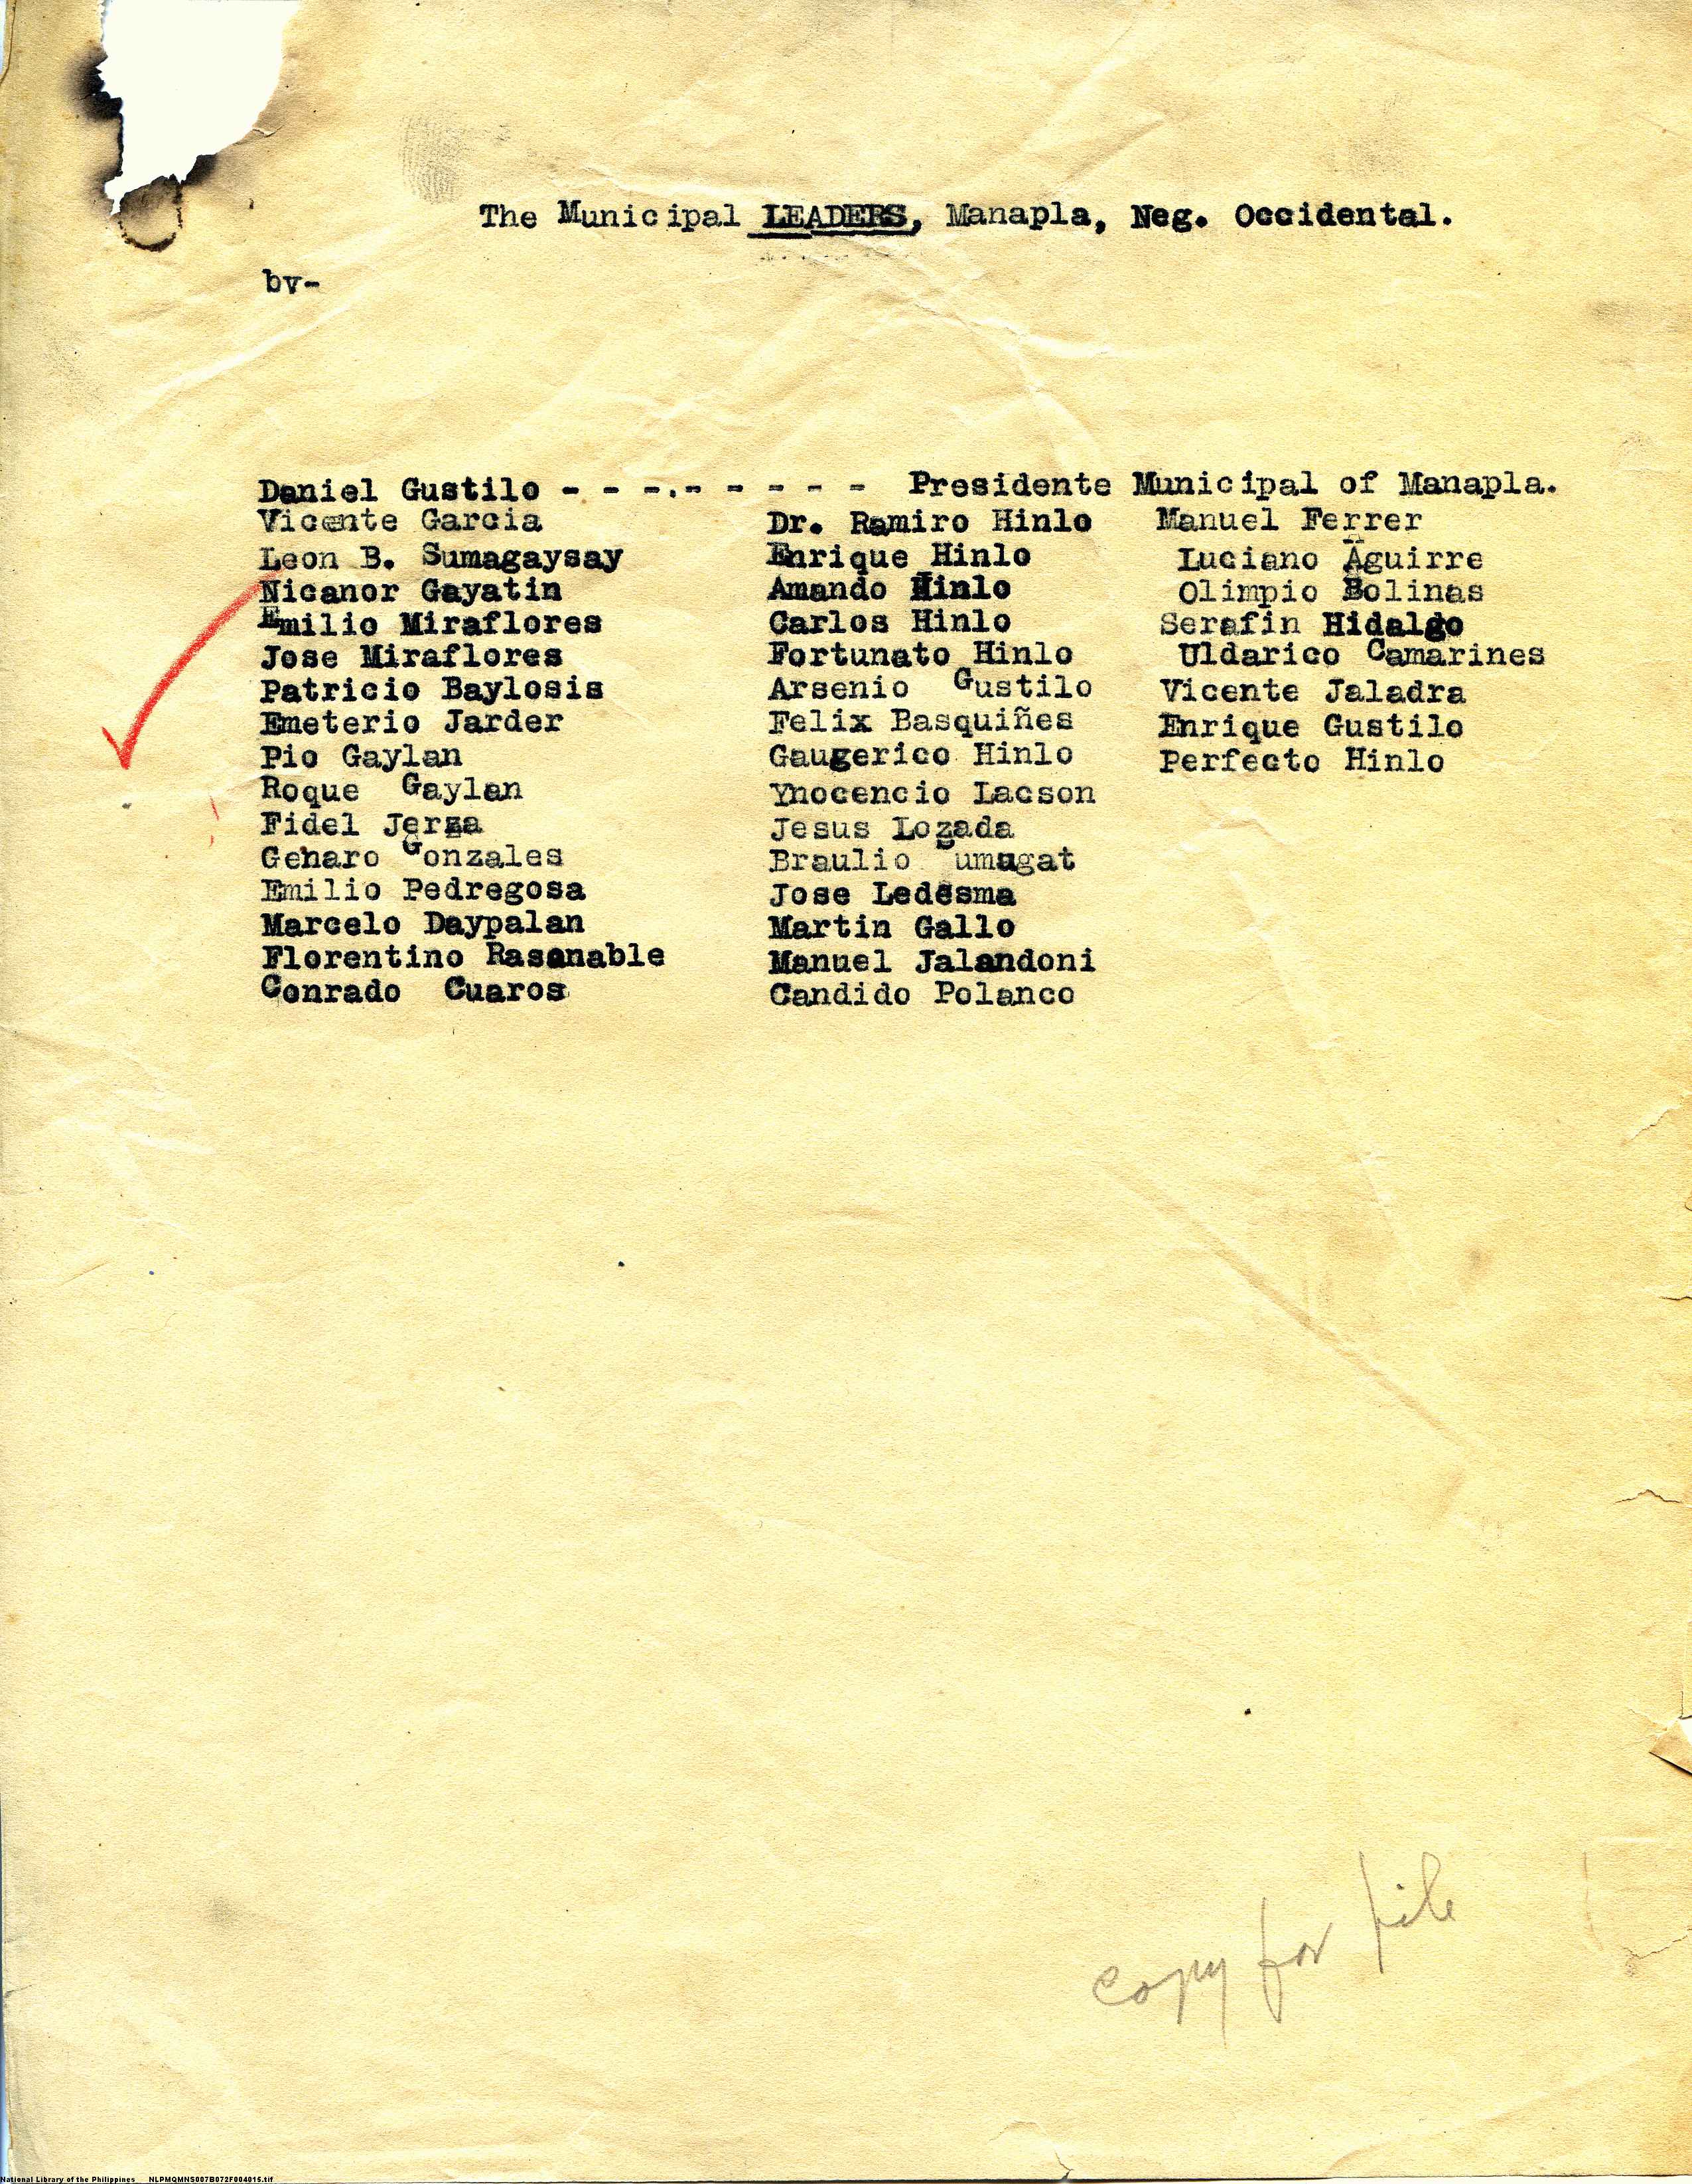 The Municipal LEADERS, Manapla, Neg. Occidental.
bv-
Daniel Gustilo - - -.- - - - - Presidente Municipal of Manapla.
Vicente Garcia Dr. Ramiro Hinlo Manuel Ferrer
Leon B. Sumagaysay Enrique Hinlo Luciano Aguirre
Nicanor Gayatin Amando Hinlo Olimpio Bolinas
Emilio Miraflores Carlos Hinlo Serafin Hidalgo
Jose Miraflores Fortunato Hinlo Uldarico Camarines
Patricio Baylosis Arsenio Gustilo Vicente Jaladra
Emeterio Jarder Felix Basquiñes Enrique Gustilo
Pio Gaylan Gaugerico Hinlo Perfecto Hinlo
Roque Gaylan Ynocencio Lacson
Fidel Jerza Jesus Lozada
Genaro Gonzales Braulio umagat
Emilio Pedregosa Jose Ledesma
Marcelo Daypalan Martin Gallo
Florentino Rasonable Manuel Jalandoni
Conrado Cuaros Candido Polanco
copy for file
National Library of the Philippines NLPMQMNS007B072F004015.tif